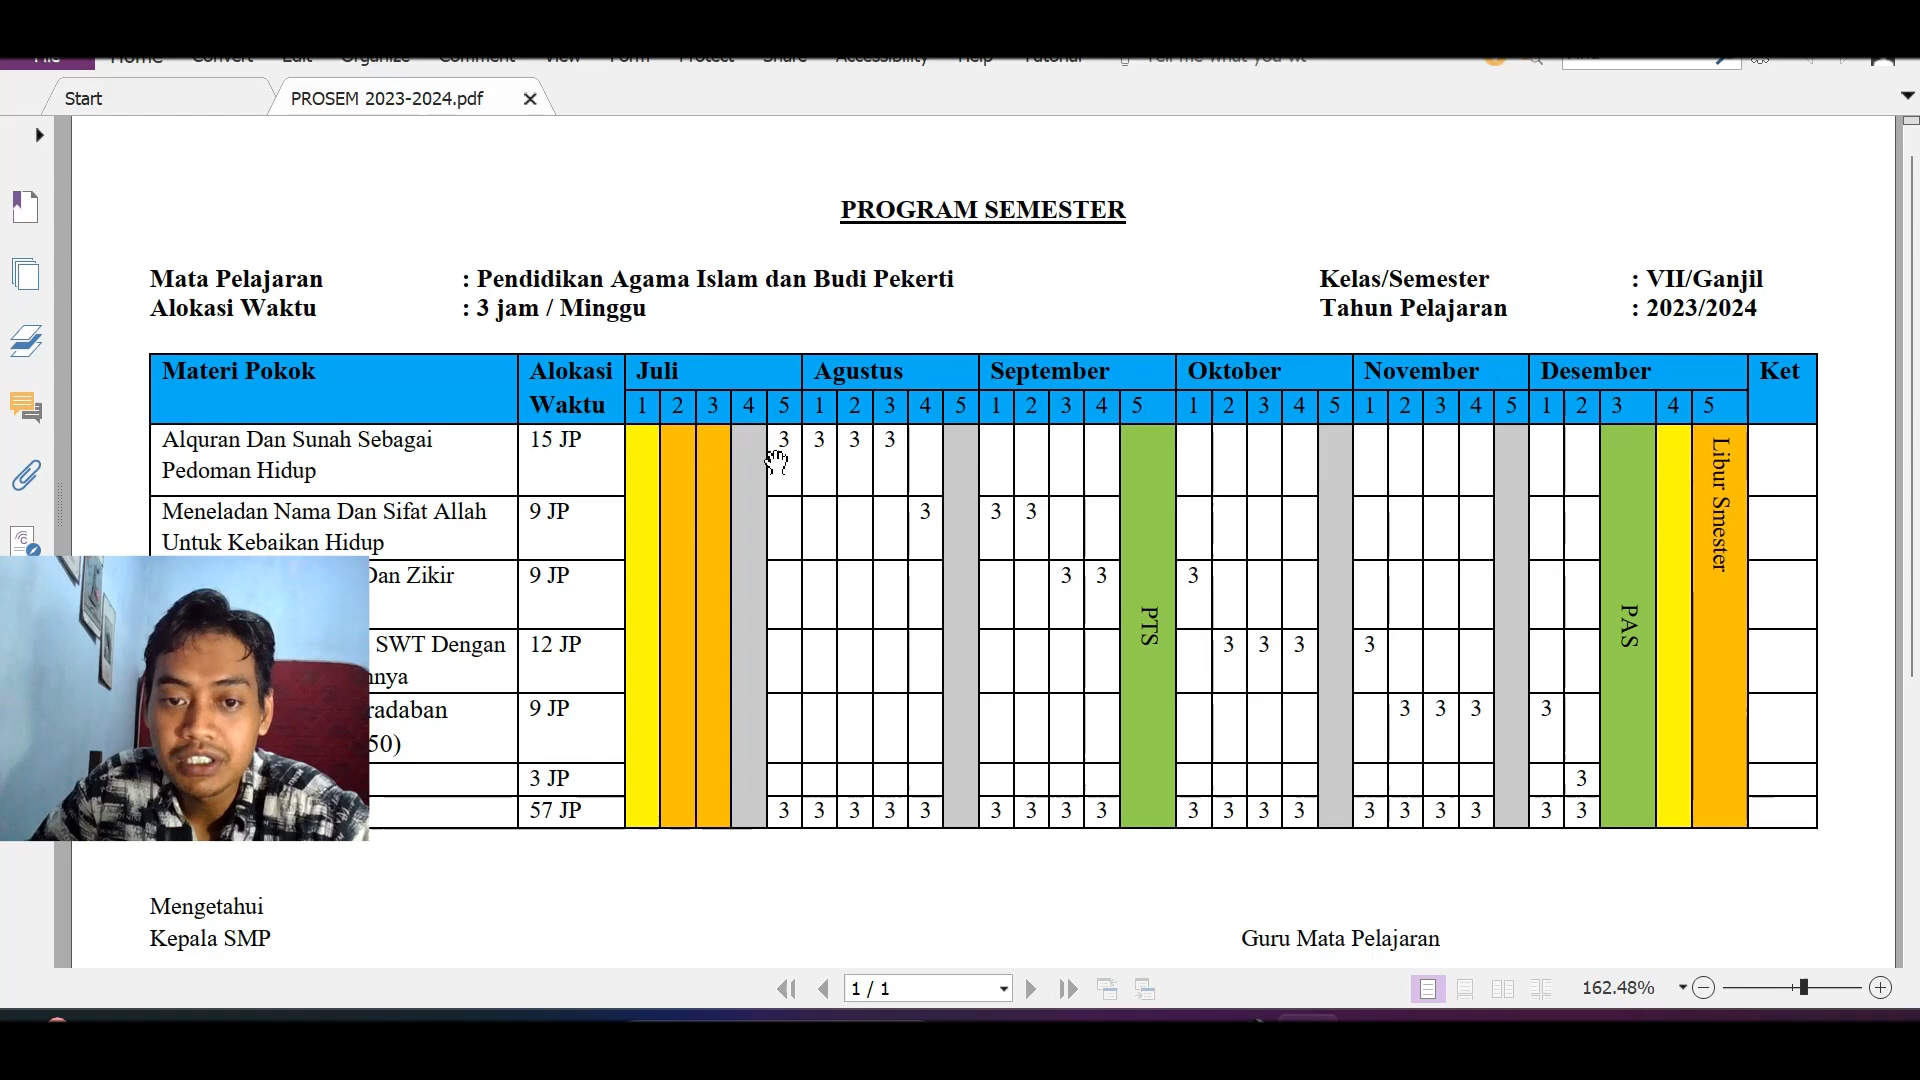 Start
PROSEM 2023-2024.pdf
PROGRAM SEMESTER
Mata Pelajaran : Pendidikan Agama Islam dan Budi Pekerti Kelas/Semester : VII/Ganjil
Alokasi Waktu : 3 jam / Minggu Tahun Pelajaran : 2023/2024
Materi Pokok Alokasi Waktu Juli Agustus September Oktober November Desember Ket
1 2 3 4 5 1 2 3 4 5 1 2 3 4 5 1 2 3 4 5 1 2 3 4 5 1 2 3 4 5
Alquran Dan Sunah Sebagai 15 JP 3 3 3 3
Pedoman Hidup
Meneladan Nama Dan Sifat Allah 9 JP 3 3 3
Untuk Kebaikan Hidup
Dan Zikir 9 JP 3 3 3
SWT Dengan 12 JP 3 3 3 3
nnya
radaban 9 JP 3 3 3 3
50)
3 JP 3
57 JP 3 3 3 3 3 3 3 3 3 3 3 3 3 3 3 3 3 3 3
PTS
PAS
Libur Smester
Mengetahui
Kepala SMP Guru Mata Pelajaran
1 / 1
162.48%